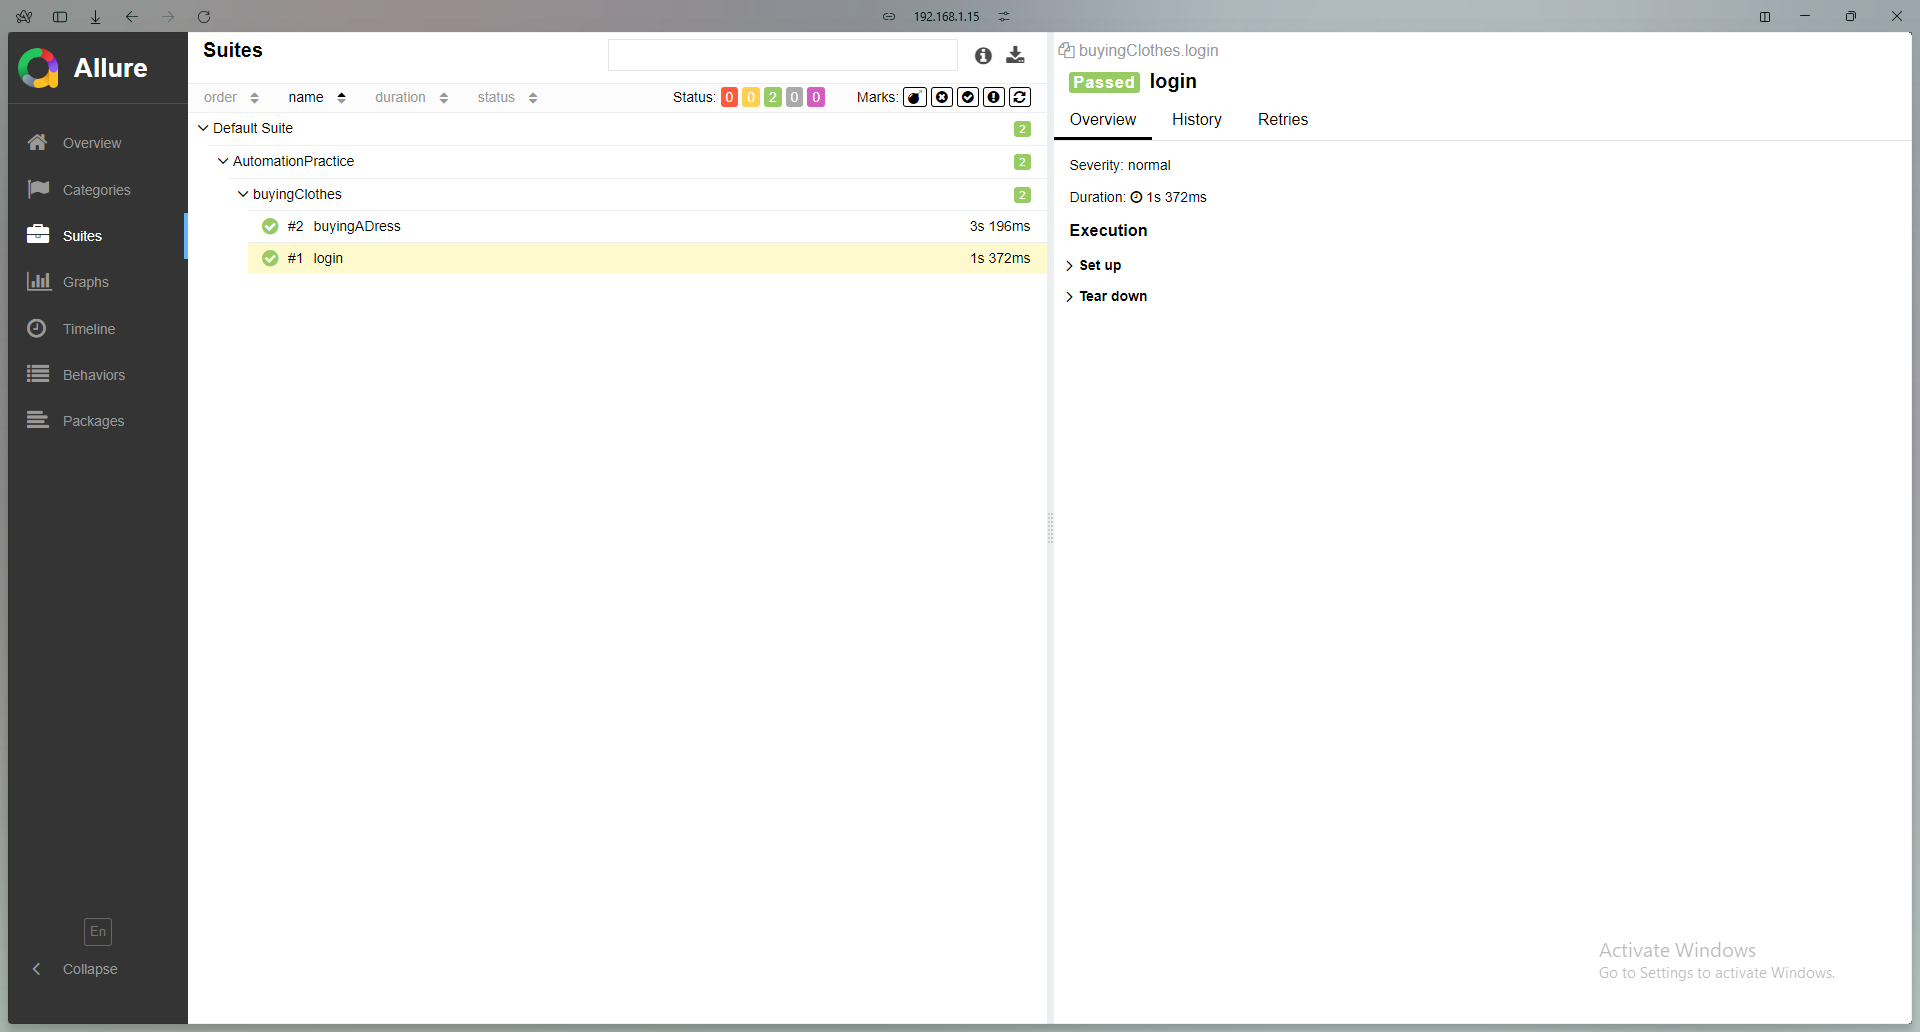 192.168.1.15
Allure
Overview
Categories
Suites
Graphs
Timeline
Behaviors
Packages
En
Collapse
Suites
order name duration status Status: 0 0 2 0 0 Marks:
Default Suite 2
AutomationPractice 2
buyingClothes 2
#2 buyingADress 3s 196ms
#1 login 1s 372ms
buyingClothes.login
Passed login
Overview History Retries
Severity: normal
Duration: 1s 372ms
Execution
Set up
Tear down
Activate Windows
Go to Settings to activate Windows.